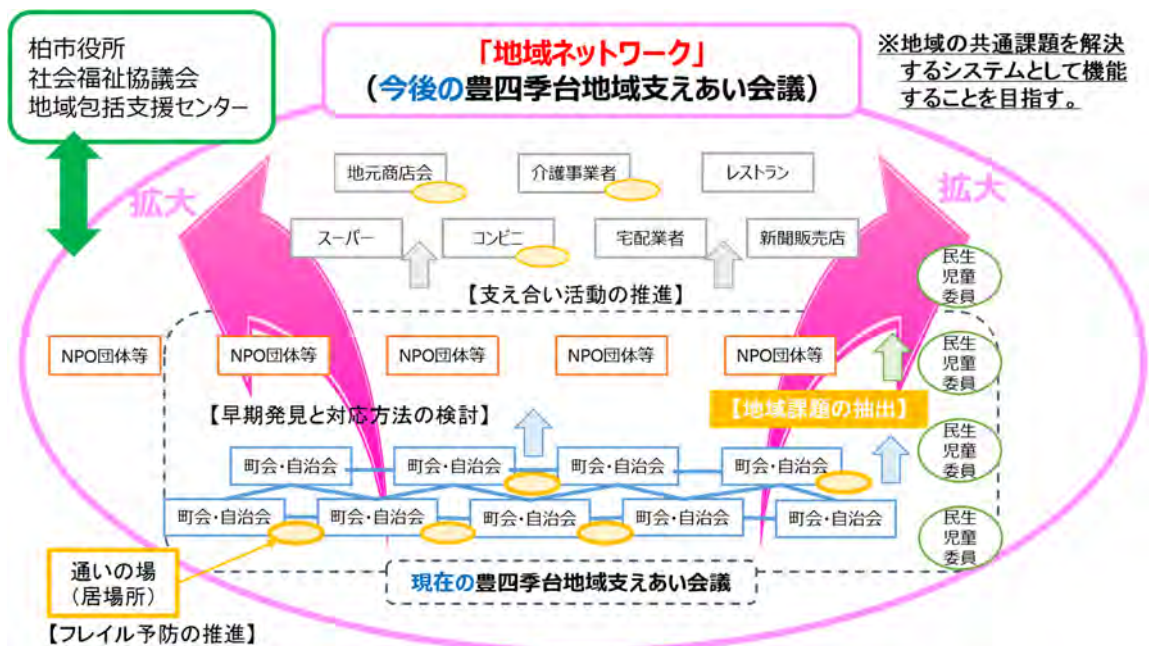 柏市役所
社会福祉協議会
地域包括支援センター
「地域ネットワーク」
(今後の豊四季台地域支えあい会議)
※地域の共通課題を解決
するシステムとして機能
することを目指す。
拡大
拡大
地元商店会
介護事業者
レストラン
スーパー
コンビニ
宅配業者
新聞販売店
民生
児童
委員
【支え合い活動の推進】
NPO団体等
NPO団体等
NPO団体等
NPO団体等
NPO団体等
民生
児童
委員
【早期発見と対応方法の検討】
【地域課題の抽出】
民生
児童
委員
町会・自治会
町会・自治会
町会・自治会
町会・自治会
町会・自治会
町会・自治会
町会・自治会
町会・自治会
町会・自治会
民生
児童
委員
通いの場
(居場所)
現在の豊四季台地域支えあい会議
【フレイル予防の推進】